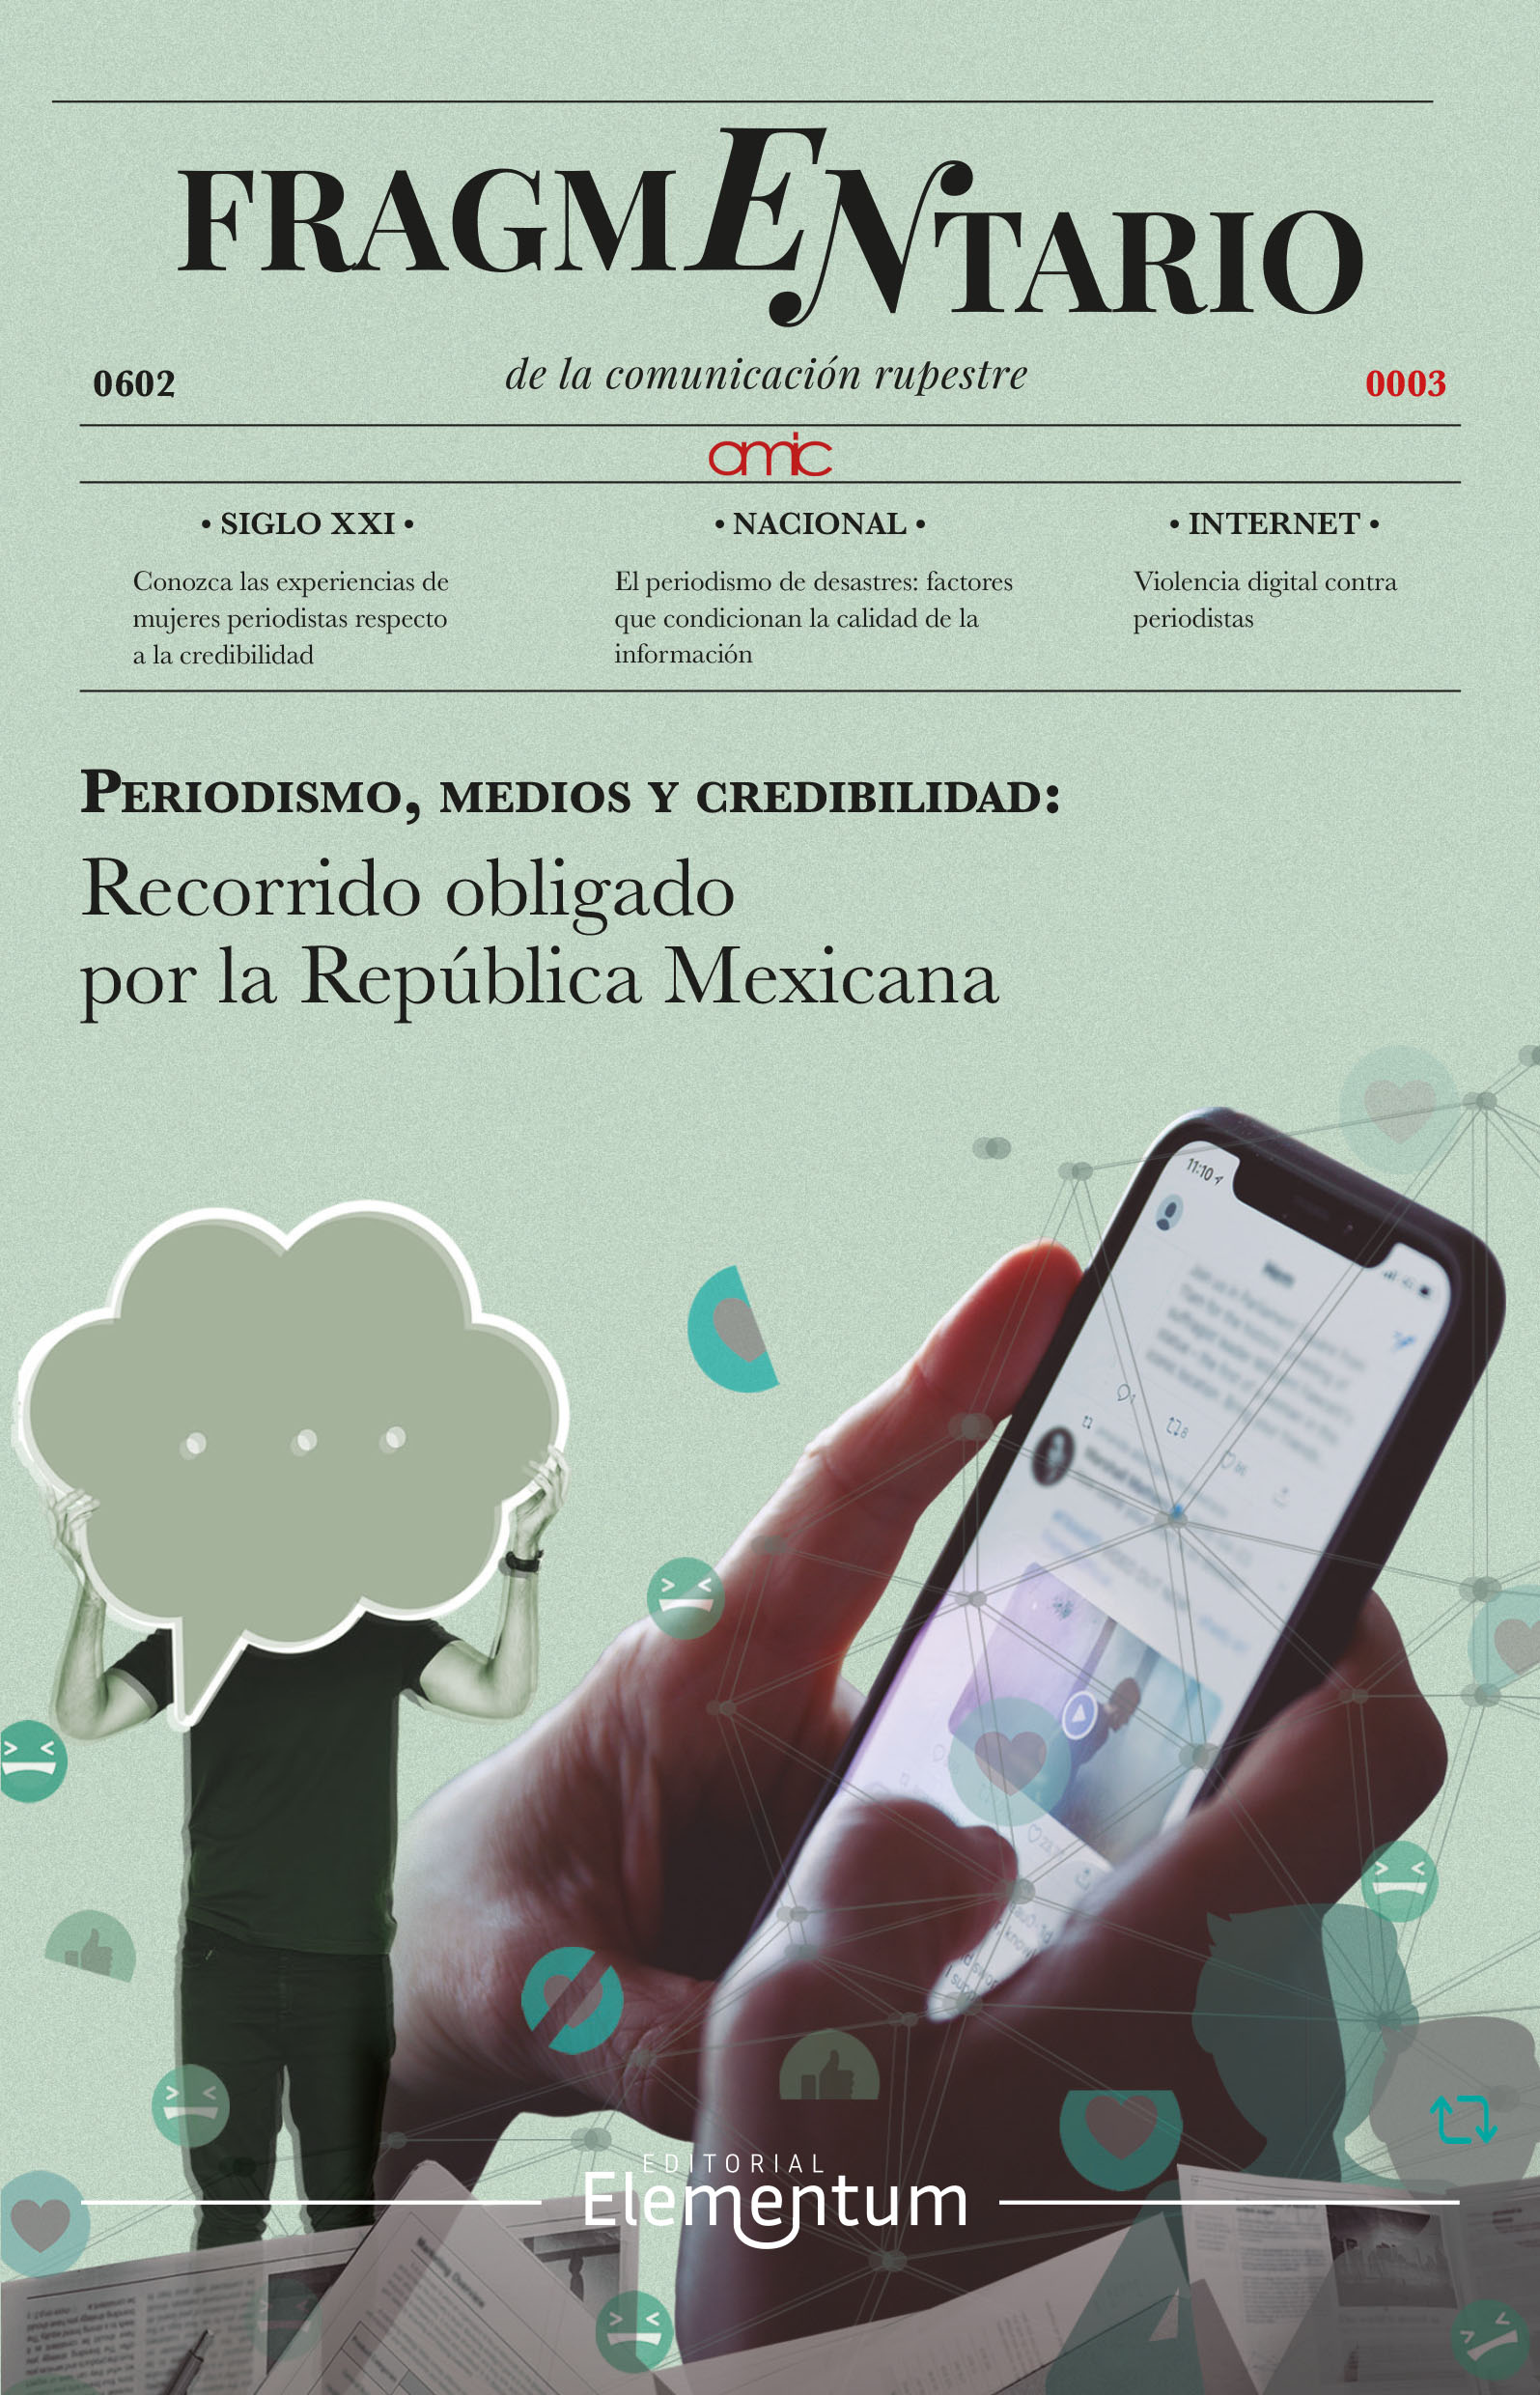 FRAGMENTARIO
de la comunicación rupestre
0602
0003
amic
• SIGLO XXI •
Conozca las experiencias de
mujeres periodistas respecto
a la credibilidad
• NACIONAL •
El periodismo de desastres: factores
que condicionan la calidad de la
información
• INTERNET •
Violencia digital contra
periodistas
Periodismo, medios y credibilidad:
Recorrido obligado
por la República Mexicana
11:10
EDITORIAL
Elementum